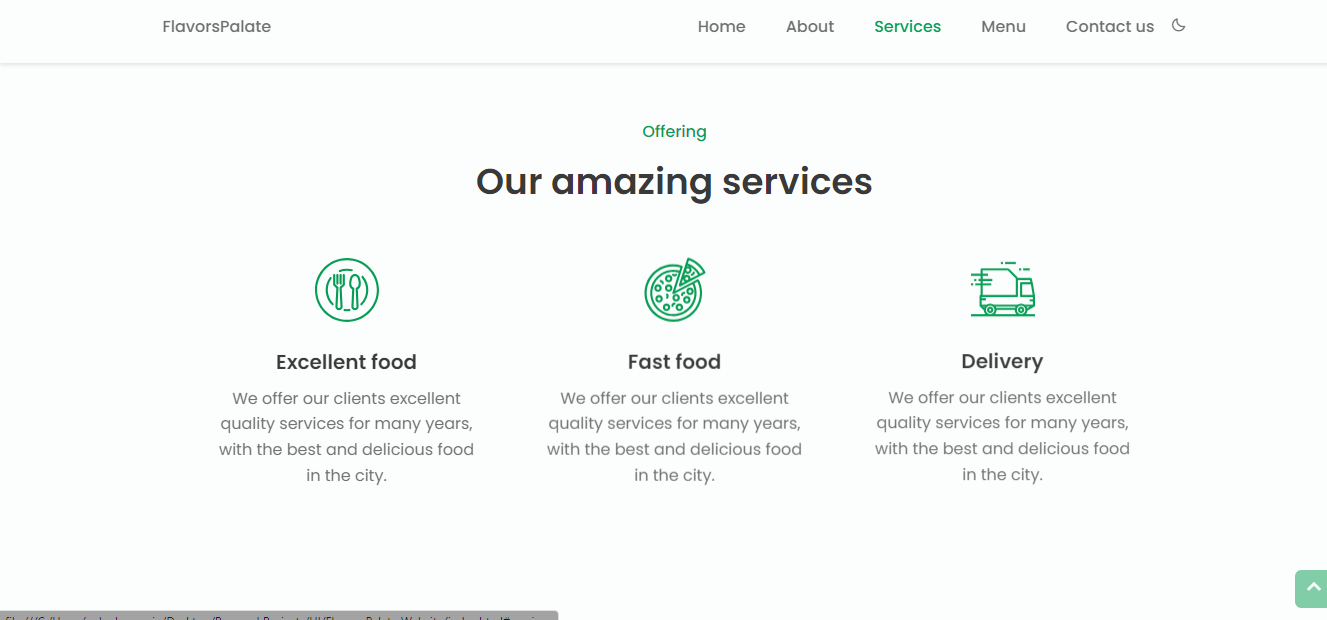 FlavorsPalate Home About Services Menu Contact us
Offering
Our amazing services
Excellent food
We offer our clients excellent
quality services for many years,
with the best and delicious food
in the city.
Fast food
We offer our clients excellent
quality services for many years,
with the best and delicious food
in the city.
Delivery
We offer our clients excellent
quality services for many years,
with the best and delicious food
in the city.